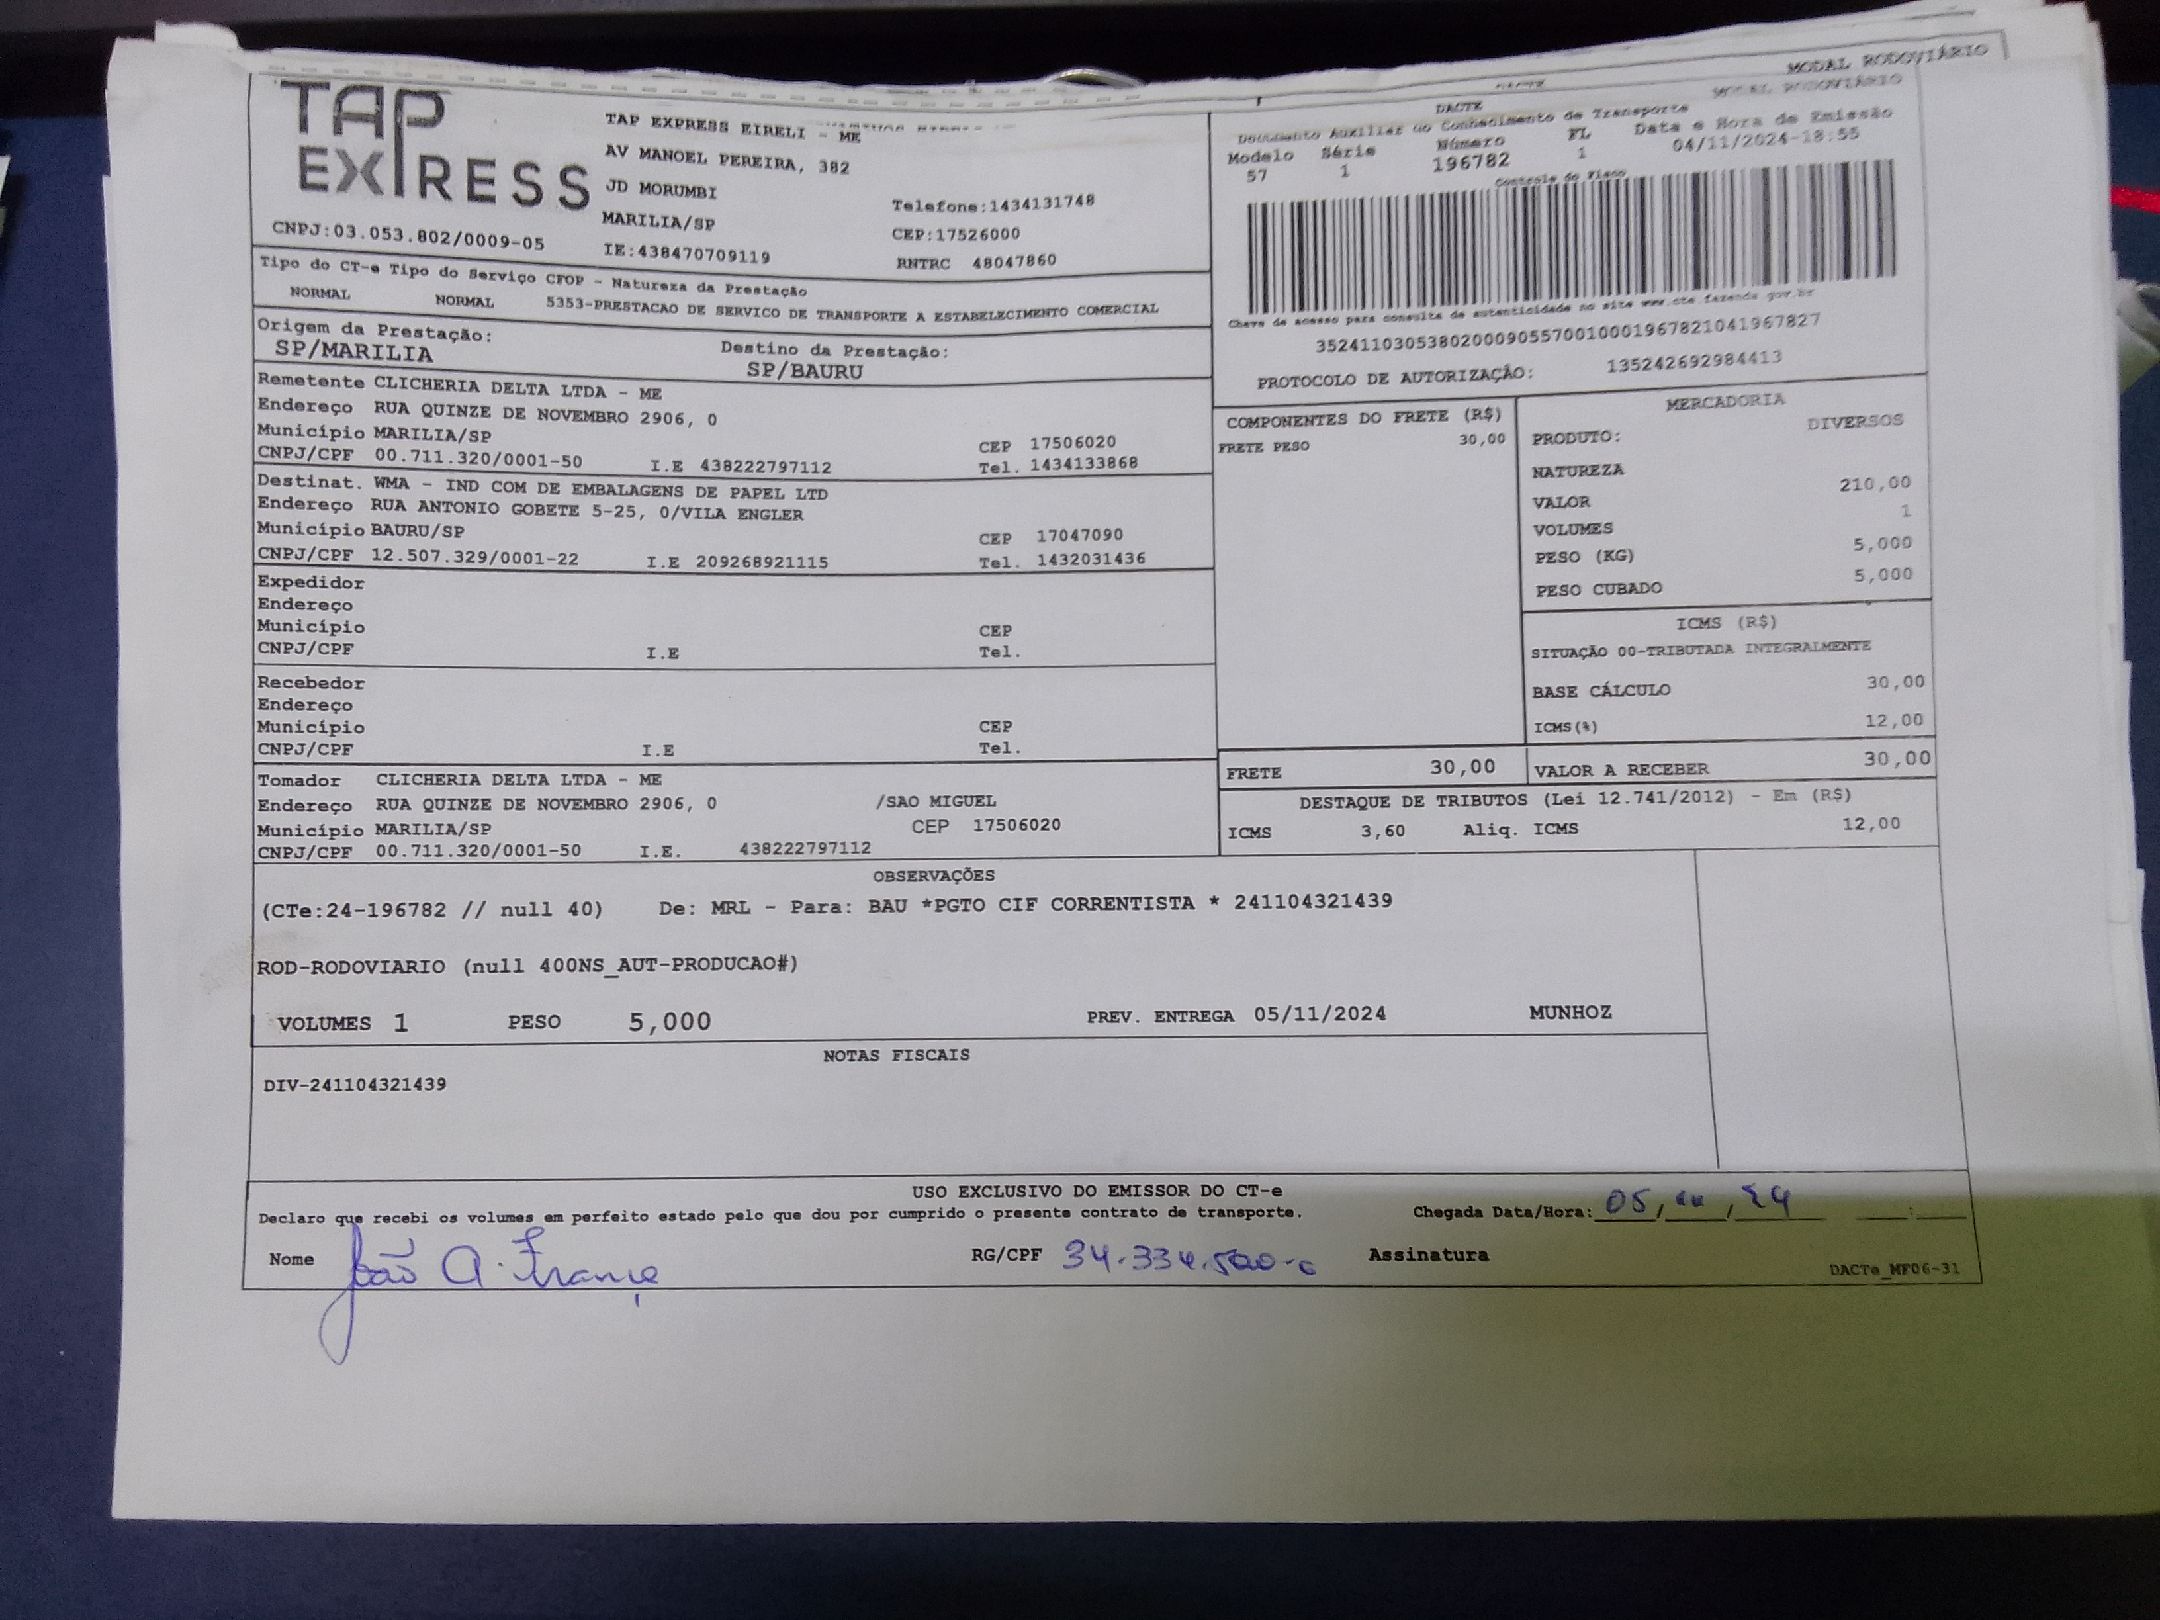 MODAL RODOVIÁRIO
MODAL RODOVIÁRIO
TAP EXPRESS
TAP EXPRESS EIRELI - ME
AV MANOEL PEREIRA, 382
JD MORUMBI
MARILIA/SP
Telefone:1434131748
CEP:17526000
CNPJ:03.053.802/0009-05
IE:438470709119
RNTRC 48047860
DACTE
Documento Auxiliar do Conhecimento de Transporte
Modelo Série Número FL Data e Hora de Emissão
57 1 196782 1 04/11/2024-18:55
Controle do Fisco
Chave de acesso para consulta de autenticidade no site www.cte.fazenda.gov.br
35241103053802000905570010001967821041967827
PROTOCOLO DE AUTORIZAÇÃO: 135242692984413
Tipo do CT-e Tipo do Serviço CFOP - Natureza da Prestação
NORMAL NORMAL 5353-PRESTACAO DE SERVICO DE TRANSPORTE A ESTABELECIMENTO COMERCIAL
Origem da Prestação: Destino da Prestação:
SP/MARILIA SP/BAURU
Remetente CLICHERIA DELTA LTDA - ME
Endereço RUA QUINZE DE NOVEMBRO 2906, 0
Município MARILIA/SP CEP 17506020
CNPJ/CPF 00.711.320/0001-50 I.E 438222797112 Tel. 1434133868
Destinat. WMA - IND COM DE EMBALAGENS DE PAPEL LTD
Endereço RUA ANTONIO GOBETE 5-25, 0/VILA ENGLER
Município BAURU/SP CEP 17047090
CNPJ/CPF 12.507.329/0001-22 I.E 209268921115 Tel. 1432031436
Expedidor
Endereço
Município CEP
CNPJ/CPF I.E Tel.
Recebedor
Endereço
Município CEP
CNPJ/CPF I.E Tel.
Tomador CLICHERIA DELTA LTDA - ME
Endereço RUA QUINZE DE NOVEMBRO 2906, 0 /SAO MIGUEL
Município MARILIA/SP CEP 17506020
CNPJ/CPF 00.711.320/0001-50 I.E. 438222797112
COMPONENTES DO FRETE (R$)
FRETE PESO 30,00
MERCADORIA
PRODUTO: DIVERSOS
NATUREZA
VALOR 210,00
VOLUMES 1
PESO (KG) 5,000
PESO CUBADO 5,000
ICMS (R$)
SITUAÇÃO 00-TRIBUTADA INTEGRALMENTE
BASE CÁLCULO 30,00
ICMS(%) 12,00
FRETE 30,00 VALOR A RECEBER 30,00
DESTAQUE DE TRIBUTOS (Lei 12.741/2012) - Em (R$)
ICMS 3,60 Aliq. ICMS 12,00
OBSERVAÇÕES
(CTe:24-196782 // null 40) De: MRL - Para: BAU *PGTO CIF CORRENTISTA * 241104321439
ROD-RODOVIARIO (null 400NS_AUT-PRODUCAO#)
VOLUMES 1 PESO 5,000 PREV. ENTREGA 05/11/2024 MUNHOZ
NOTAS FISCAIS
DIV-241104321439
USO EXCLUSIVO DO EMISSOR DO CT-e
Declaro que recebi os volumes em perfeito estado pelo que dou por cumprido o presente contrato de transporte. Chegada Data/Hora: 05/11/24
Nome João A. França RG/CPF 34.334.500-0 Assinatura
DACTe_MF06-31